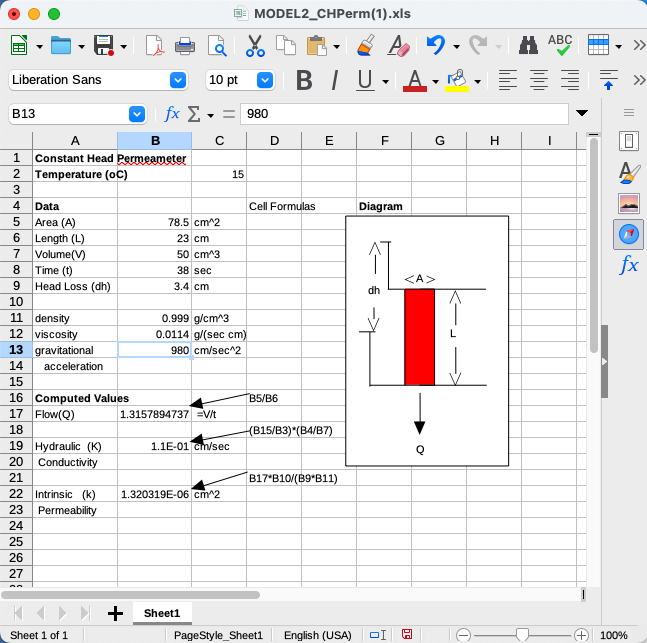 MODEL2_CHPerm(1).xls
ABC
Liberation Sans 10 pt B I U A
B13 fx Σ = 980
fx
A B C D E F G H I
1 Constant Head Permeameter
2 Temperature (oC) 15
3
4 Data Cell Formulas Diagram
5 Area (A) 78.5 cm^2
6 Length (L) 23 cm
7 Volume(V) 50 cm^3
8 Time (t) 38 sec
9 Head Loss (dh) 3.4 cm
10
11 density 0.999 g/cm^3
12 viscosity 0.0114 g/(sec cm)
13 gravitational 980 cm/sec^2
14 acceleration
15
16 Computed Values B5/B6
17 Flow(Q) 1.3157894737 =V/t
18 (B15/B3)*(B4/B7)
19 Hydraulic (K) 1.1E-01 cm/sec
20 Conductivity
21 B17*B10/(B9*B11)
22 Intrinsic (k) 1.320319E-06 cm^2
23 Permeability
24
25
26
27
<A>
dh
L
Q
Sheet1
Sheet 1 of 1 PageStyle_Sheet1 English (USA) 100%